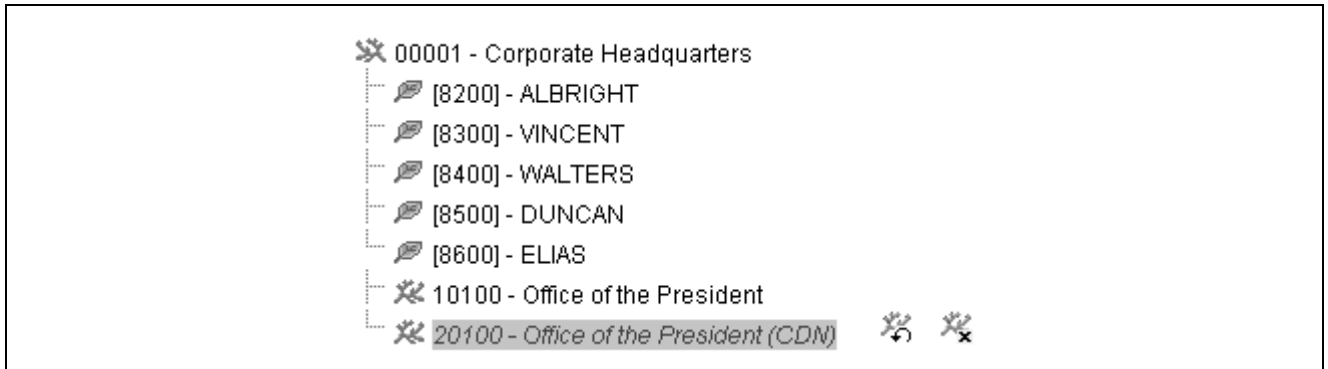 00001 - Corporate Headquarters
[8200] - ALBRIGHT
[8300] - VINCENT
[8400] - WALTERS
[8500] - DUNCAN
[8600] - ELIAS
10100 - Office of the President
20100 - Office of the President (CDN)